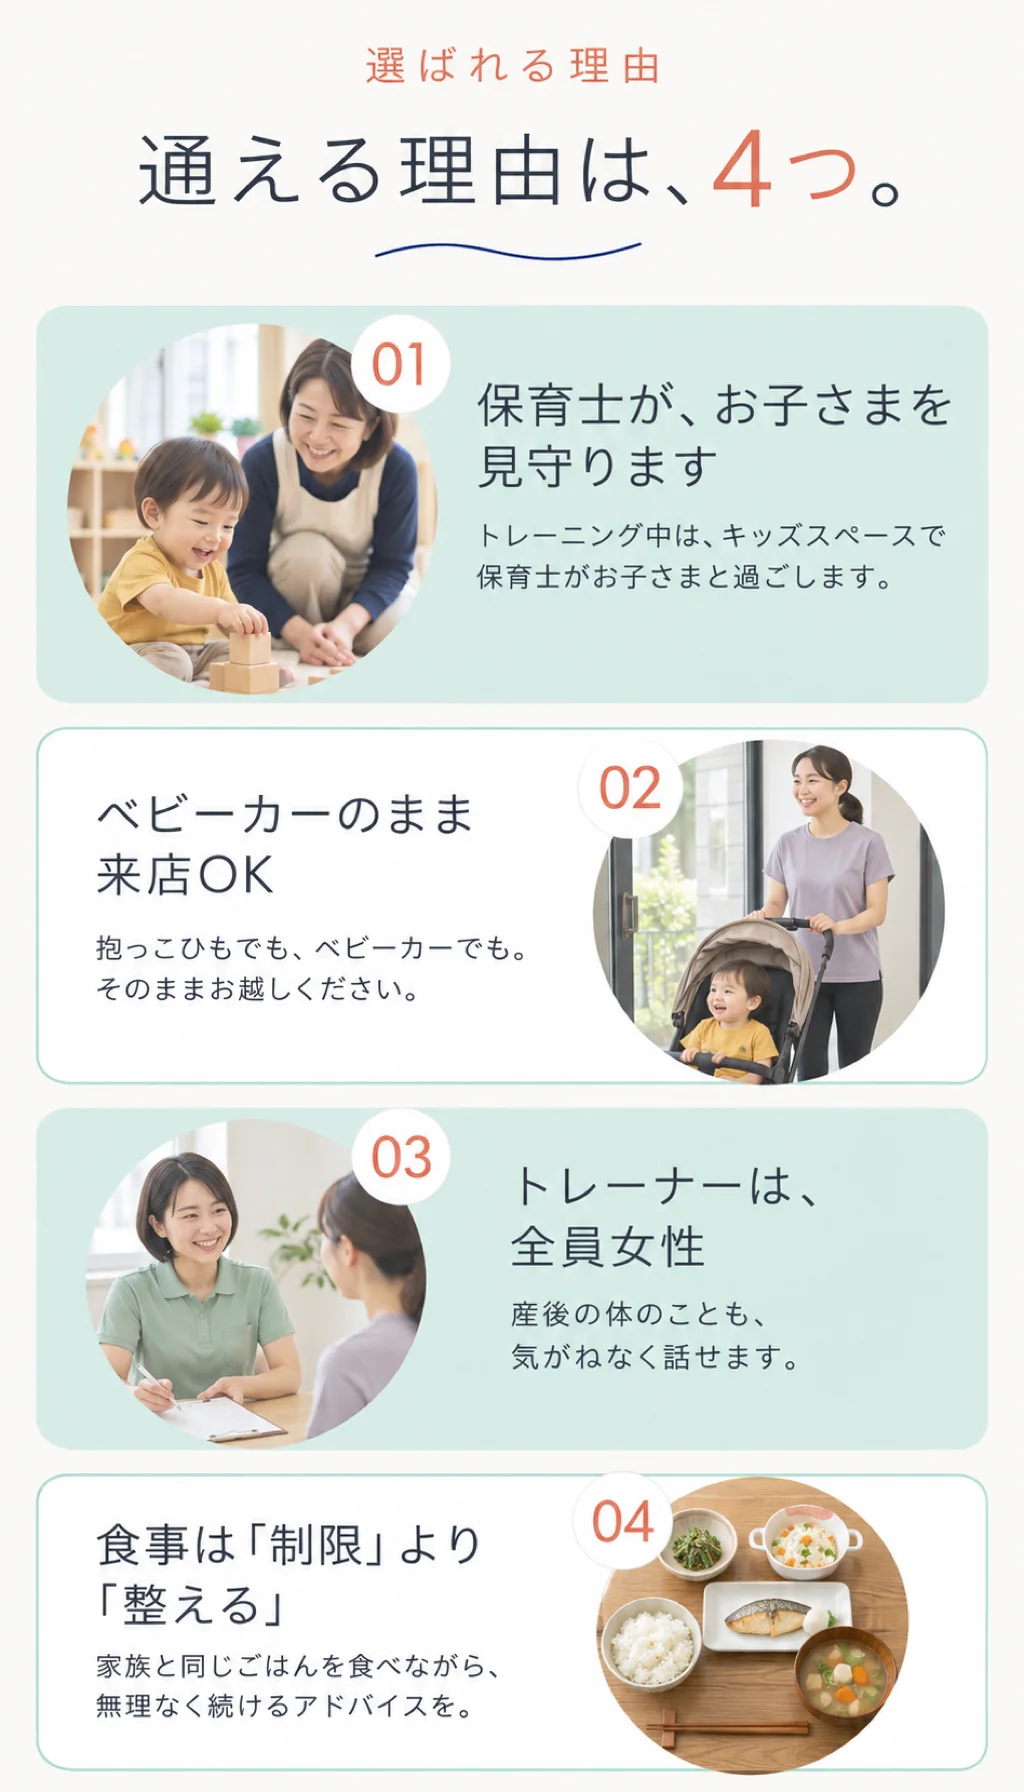 選ばれる理由
通える理由は、4つ。
01
保育士が、お子さまを
見守ります
トレーニング中は、キッズスペースで
保育士がお子さまと過ごします。
02
ベビーカーのまま
来店OK
抱っこひもでも、ベビーカーでも。
そのままお越しください。
03
トレーナーは、
全員女性
産後の体のことも、
気がねなく話せます。
04
食事は「制限」より
「整える」
家族と同じごはんを食べながら、
無理なく続けるアドバイスを。